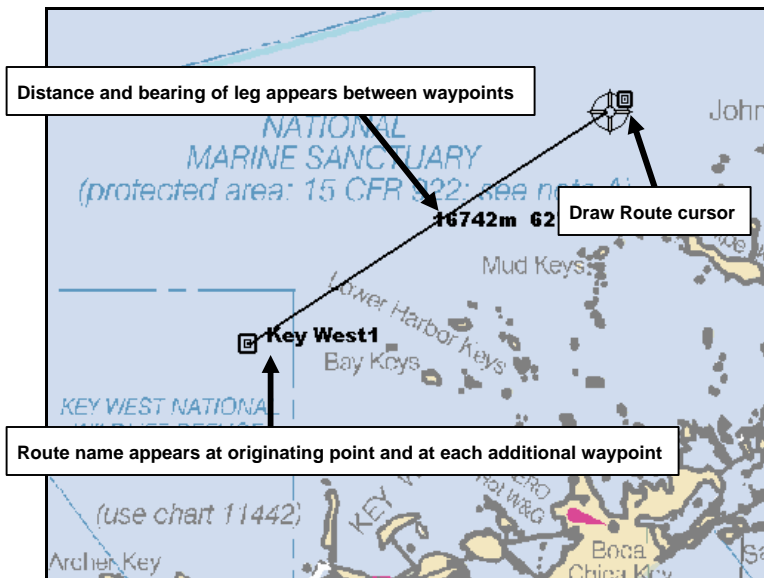 Distance and bearing of leg appears between waypoints
John
NATIONAL
MARINE SANCTUARY
(protected area: 15 CFR 922; see note A)
Draw Route cursor
16742m 62
Mud Keys
Lower Harbor Keys
Key West1
Bay Keys
KEY WEST NATIONAL
Route name appears at originating point and at each additional waypoint
KEY W
Rot W&G
(use chart 11442)
Boca
Chica Key
Archer Key